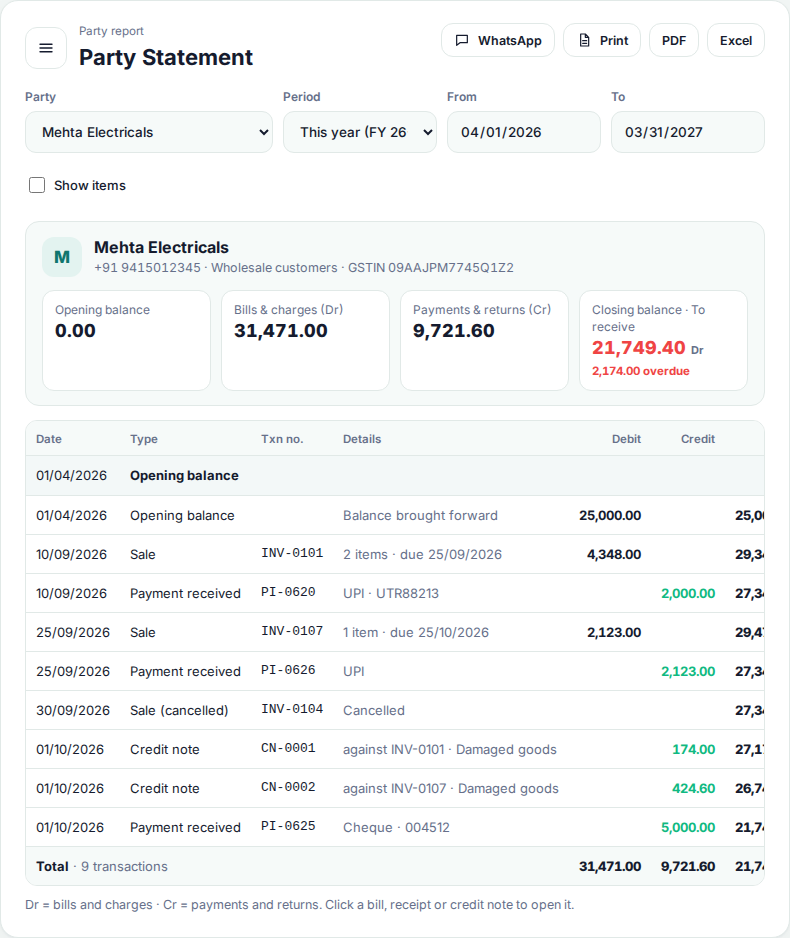 Party report
Party Statement
WhatsApp Print PDF Excel
Party Period From To
Mehta Electricals This year (FY 26 04/01/2026 03/31/2027
Show items
M
Mehta Electricals
+91 9415012345 · Wholesale customers · GSTIN 09AAJPM7745Q1Z2
Opening balance
0.00
Bills & charges (Dr)
31,471.00
Payments & returns (Cr)
9,721.60
Closing balance · To
receive
21,749.40 Dr
2,174.00 overdue
Date Type Txn no. Details Debit Credit
01/04/2026 Opening balance
01/04/2026 Opening balance Balance brought forward 25,000.00
10/09/2026 Sale INV-0101 2 items · due 25/09/2026 4,348.00
10/09/2026 Payment received PI-0620 UPI · UTR88213 2,000.00
25/09/2026 Sale INV-0107 1 item · due 25/10/2026 2,123.00
25/09/2026 Payment received PI-0626 UPI 2,123.00
30/09/2026 Sale (cancelled) INV-0104 Cancelled
01/10/2026 Credit note CN-0001 against INV-0101 · Damaged goods 174.00
01/10/2026 Credit note CN-0002 against INV-0107 · Damaged goods 424.60
01/10/2026 Payment received PI-0625 Cheque · 004512 5,000.00
Total · 9 transactions 31,471.00 9,721.60
Dr = bills and charges · Cr = payments and returns. Click a bill, receipt or credit note to open it.